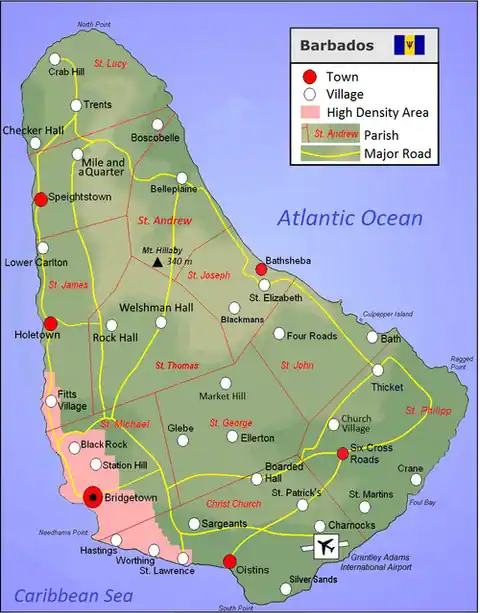 North Point
St. Lucy
Crab Hill
Trents
Checker Hall
Boscobelle
Mile and
a Quarter
Belleplaine
Speightstown
St. Andrew
Atlantic Ocean
Mt. Hillaby
340 m
Bathsheba
Lower Carlton
St. Joseph
St. James
St. Elizabeth
Welshman Hall
Blackmans
Culpepper Island
Holetown
Rock Hall
Four Roads
Bath
Ragged
Point
St. Thomas
St. John
Thicket
Market Hill
Fitts
Village
St. Michael
St. George
Church
Village
St. Philipp
Glebe
Ellerton
Black Rock
Six Cross
Roads
Station Hill
Boarded
Hall
Crane
Bridgetown
St. Patrick's
St. Martins
Christ Church
Foul Bay
Needhams Point
Sargeants
Charnocks
Hastings
Worthing
St. Lawrence
Oistins
Grantley Adams
International Airport
Silver Sands
Caribbean Sea
South Point
Barbados
Town
Village
High Density Area
St. Andrew Parish
Major Road